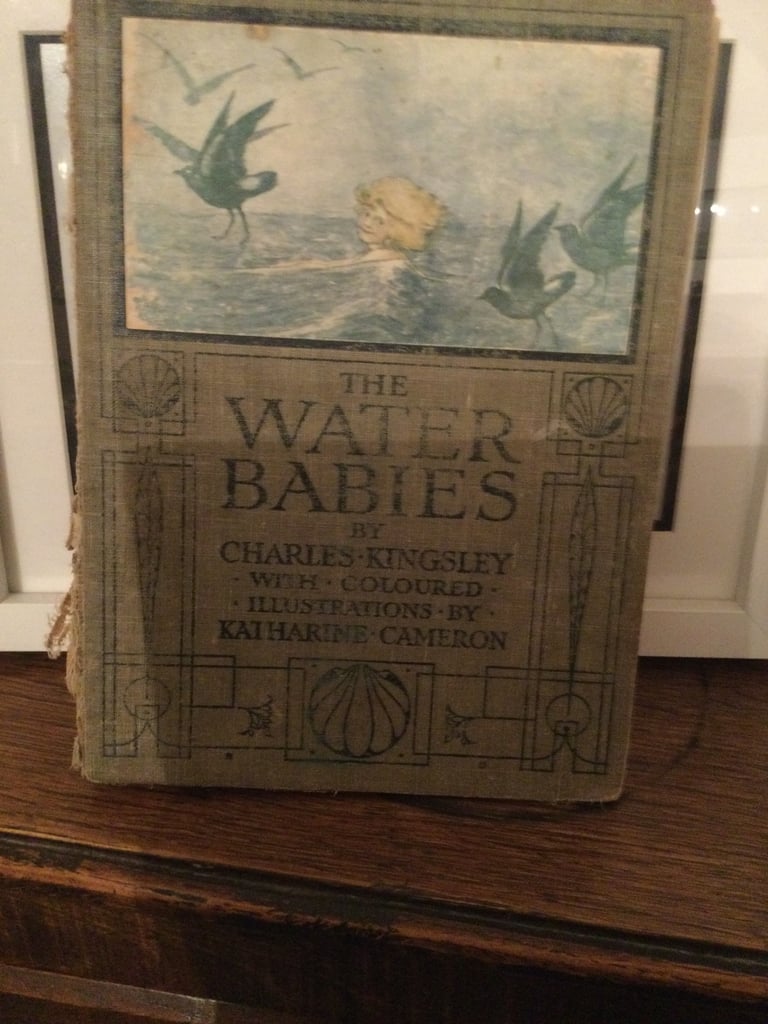 THE
WATER
BABIES
BY
CHARLES·KINGSLEY
·WITH·COLOURED·
·ILLUSTRATIONS·BY·
KATHARINE·CAMERON